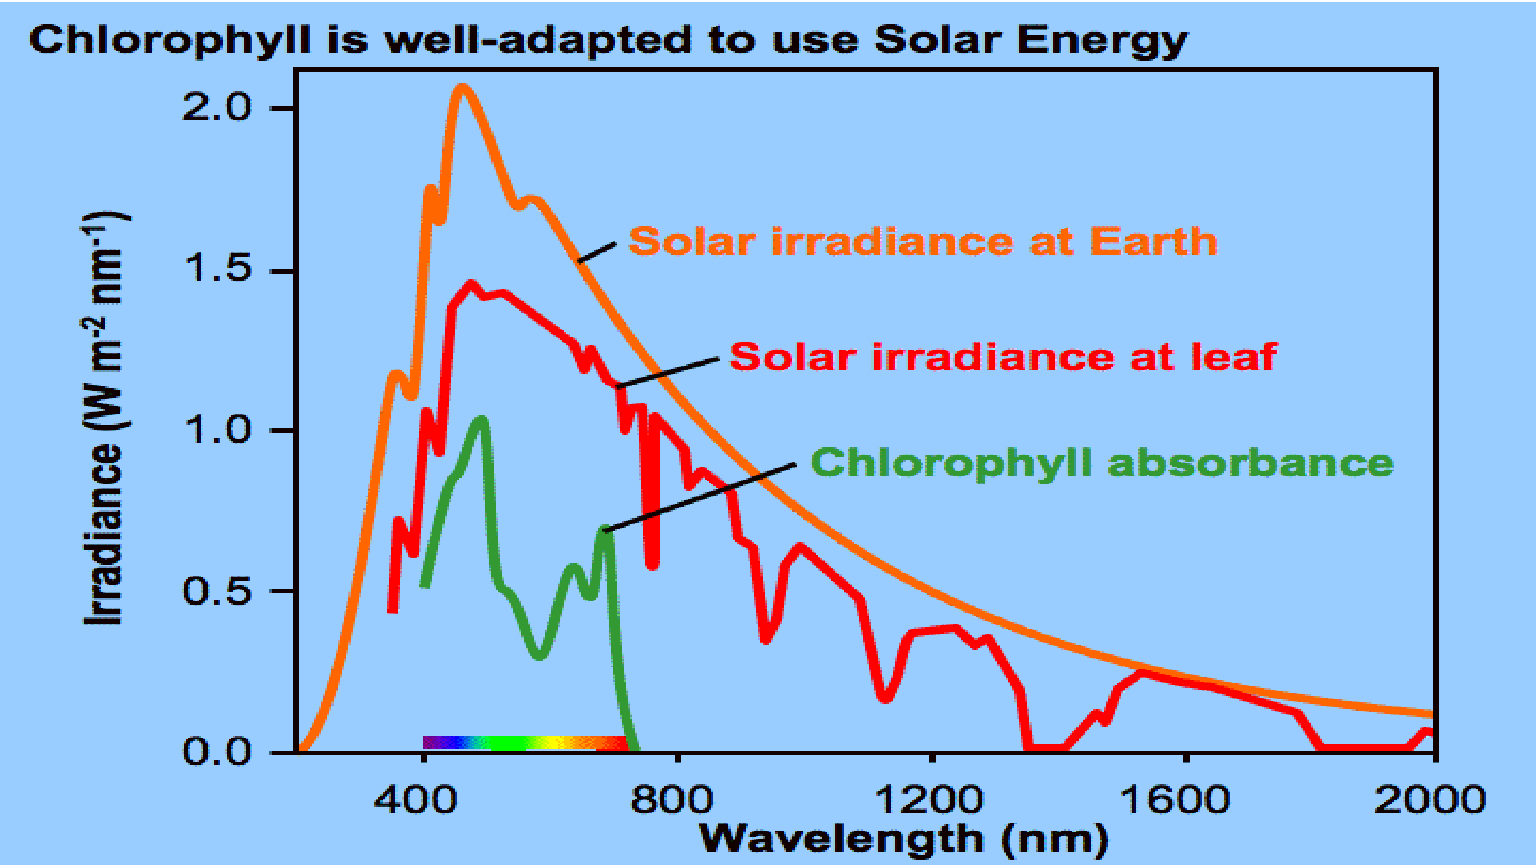 Chlorophyll is well-adapted to use Solar Energy
2.0
1.5
1.0
0.5
0.0
Irradiance (W m-2 nm-1)
Solar irradiance at Earth
Solar irradiance at leaf
Chlorophyll absorbance
400 800 1200 1600 2000
Wavelength (nm)